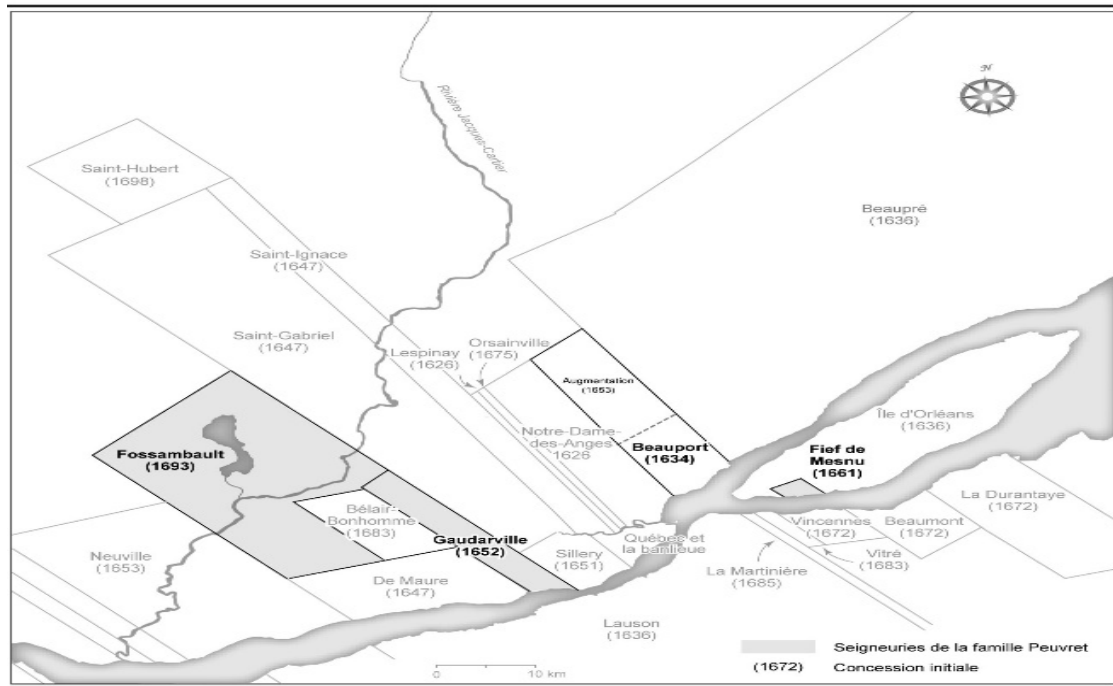 N
Rivière Jacques-Cartier
Saint-Hubert
(1698)
Beaupré
(1636)
Saint-Ignace
(1647)
Saint-Gabriel
(1647)
Lespinay
(1626)
Orsainville
(1675)
Augmentation
(1653)
Île d'Orléans
(1636)
Notre-Dame-
des-Anges
1626
Beauport
(1634)
Fief de
Mesnu
(1661)
Fossambault
(1693)
La Durantaye
(1672)
Bélair-
Bonhomme
(1683)
Gaudarville
(1652)
Vincennes
(1672)
Beaumont
(1672)
Québec et
la banlieue
Neuville
(1653)
Sillery
(1651)
Vitré
(1683)
De Maure
(1647)
La Martinière
(1685)
Lauson
(1636)
Seigneuries de la famille Peuvret
(1672) Concession initiale
0 10 km